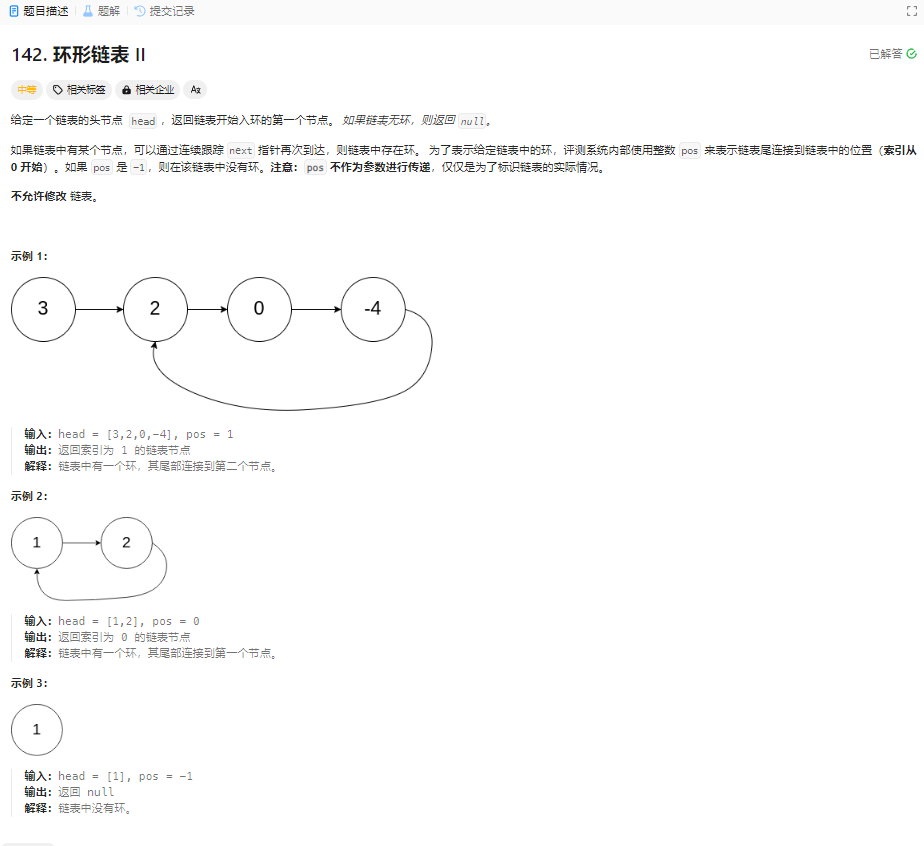 题目描述 题解 提交记录
142. 环形链表 II
已解答
中等 相关标签 相关企业 Aʑ
给定一个链表的头节点 head ，返回链表开始入环的第一个节点。 如果链表无环，则返回 null。
如果链表中有某个节点，可以通过连续跟踪 next 指针再次到达，则链表中存在环。 为了表示给定链表中的环，评测系统内部使用整数 pos 来表示链表尾连接到链表中的位置（索引从
0 开始）。如果 pos 是 -1，则在该链表中没有环。注意：pos 不作为参数进行传递，仅仅是为了标识链表的实际情况。
不允许修改 链表。
示例 1：
3 2 0 -4
输入：head = [3,2,0,-4], pos = 1
输出：返回索引为 1 的链表节点
解释：链表中有一个环，其尾部连接到第二个节点。
示例 2：
1 2
输入：head = [1,2], pos = 0
输出：返回索引为 0 的链表节点
解释：链表中有一个环，其尾部连接到第一个节点。
示例 3：
1
输入：head = [1], pos = -1
输出：返回 null
解释：链表中没有环。